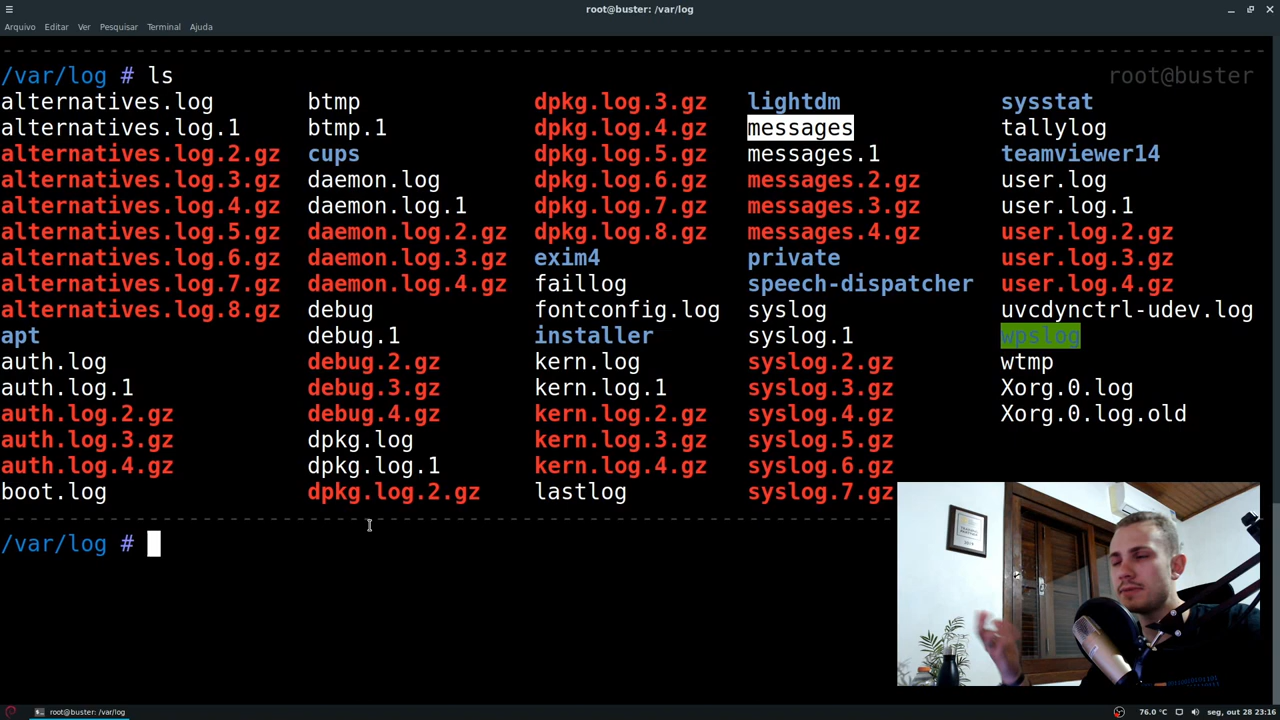 root@buster: /var/log
Arquivo Editar Ver Pesquisar Terminal Ajuda
/var/log # ls root@buster
alternatives.log btmp dpkg.log.3.gz lightdm sysstat
alternatives.log.1 btmp.1 dpkg.log.4.gz messages tallylog
alternatives.log.2.gz cups dpkg.log.5.gz messages.1 teamviewer14
alternatives.log.3.gz daemon.log dpkg.log.6.gz messages.2.gz user.log
alternatives.log.4.gz daemon.log.1 dpkg.log.7.gz messages.3.gz user.log.1
alternatives.log.5.gz daemon.log.2.gz dpkg.log.8.gz messages.4.gz user.log.2.gz
alternatives.log.6.gz daemon.log.3.gz exim4 private user.log.3.gz
alternatives.log.7.gz daemon.log.4.gz faillog speech-dispatcher user.log.4.gz
alternatives.log.8.gz debug fontconfig.log syslog uvcdynctrl-udev.log
apt debug.1 installer syslog.1 wpslog
auth.log debug.2.gz kern.log syslog.2.gz wtmp
auth.log.1 debug.3.gz kern.log.1 syslog.3.gz Xorg.0.log
auth.log.2.gz debug.4.gz kern.log.2.gz syslog.4.gz Xorg.0.log.old
auth.log.3.gz dpkg.log kern.log.3.gz syslog.5.gz
auth.log.4.gz dpkg.log.1 kern.log.4.gz syslog.6.gz
boot.log dpkg.log.2.gz lastlog syslog.7.gz
/var/log #
root@buster: /var/log 76.0 °C seg, out 28 23:16